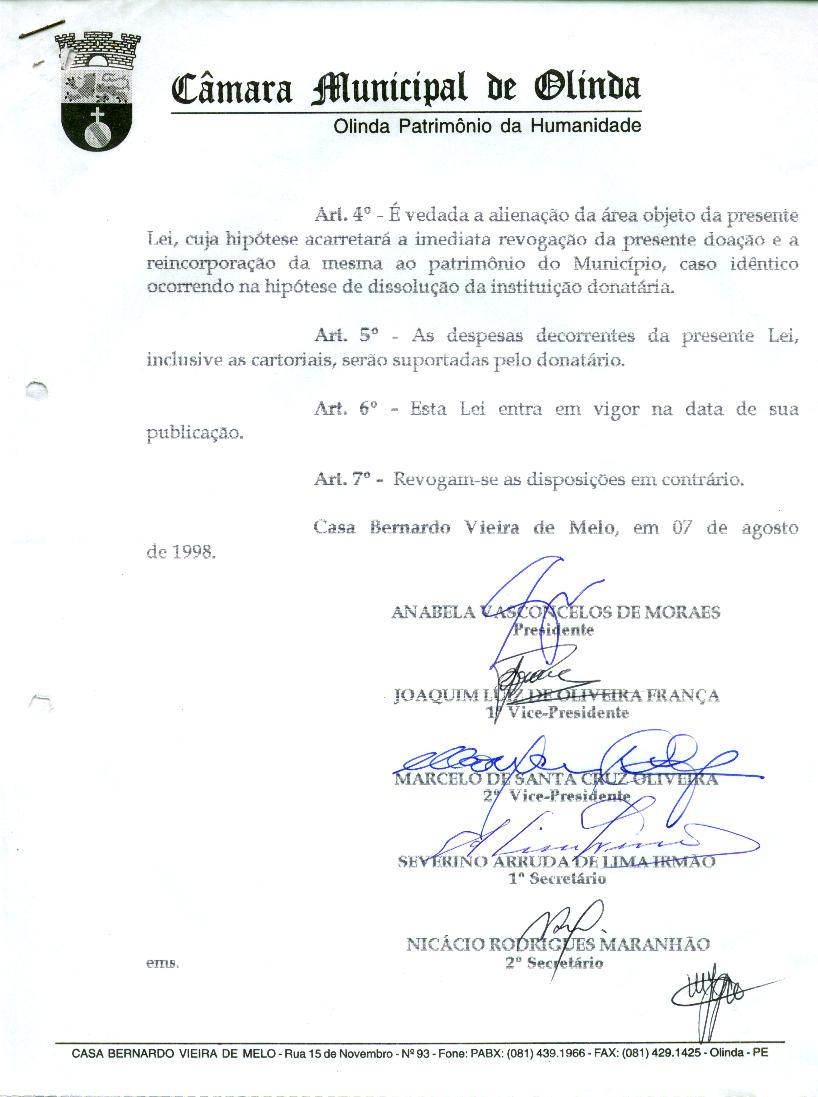 Câmara Municipal de Olinda
Olinda Patrimônio da Humanidade
Art. 4º - É vedada a alienação da área objeto da presente
Lei, cuja hipótese acarretará a imediata revogação da presente doação e a
reincorporação da mesma ao patrimônio do Município, caso idêntico
ocorrendo na hipótese de dissolução da instituição donatária.
Art. 5º - As despesas decorrentes da presente Lei,
inclusive as cartoriais, serão suportadas pelo donatário.
Art. 6º - Esta Lei entra em vigor na data de sua
publicação.
Art. 7º - Revogam-se as disposições em contrário.
Casa Bernardo Vieira de Melo, em 07 de agosto
de 1998.
ANABELA VASCONCELOS DE MORAES
Presidente
JOAQUIM LUIZ DE OLIVEIRA FRANÇA
1º Vice-Presidente
MARCELO DE SANTA CRUZ OLIVEIRA
2º Vice-Presidente
SEVERINO ARRUDA DE LIMA IRMÃO
1º Secretário
NICÁCIO RODRIGUES MARANHÃO
2º Secretário
ems.
CASA BERNARDO VIEIRA DE MELO - Rua 15 de Novembro - Nº 93 - Fone: PABX: (081) 439.1966 - FAX: (081) 429.1425 - Olinda - PE